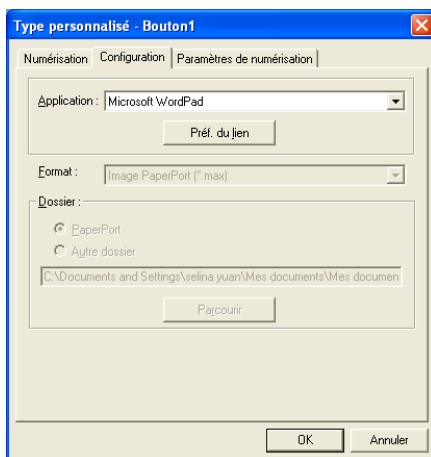 Type personnalisé - Bouton1
Numérisation Configuration Paramètres de numérisation
Application : Microsoft WordPad
Préf. du lien
Format : Image PaperPort (*.max)
Dossier :
PaperPort
Autre dossier
C:\Documents and Settings\selina yuan\Mes documents\Mes documen
Parcourir
OK Annuler